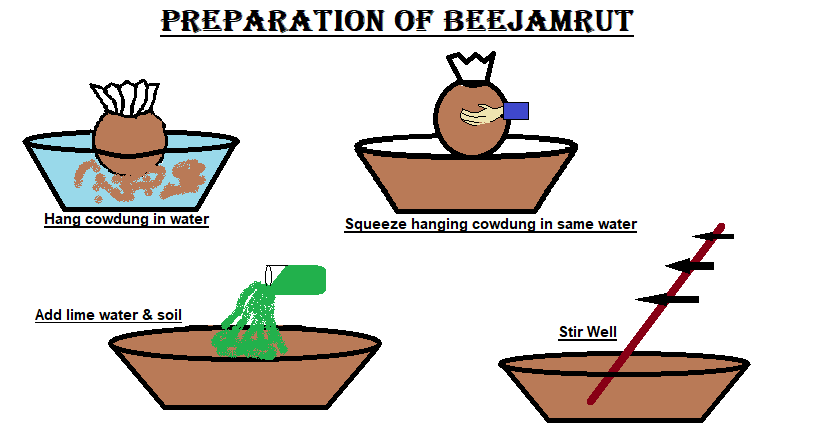 PREPARATION OF BEEJAMRUT
Hang cowdung in water
Squeeze hanging cowdung in same water
Add lime water & soil
Stir Well